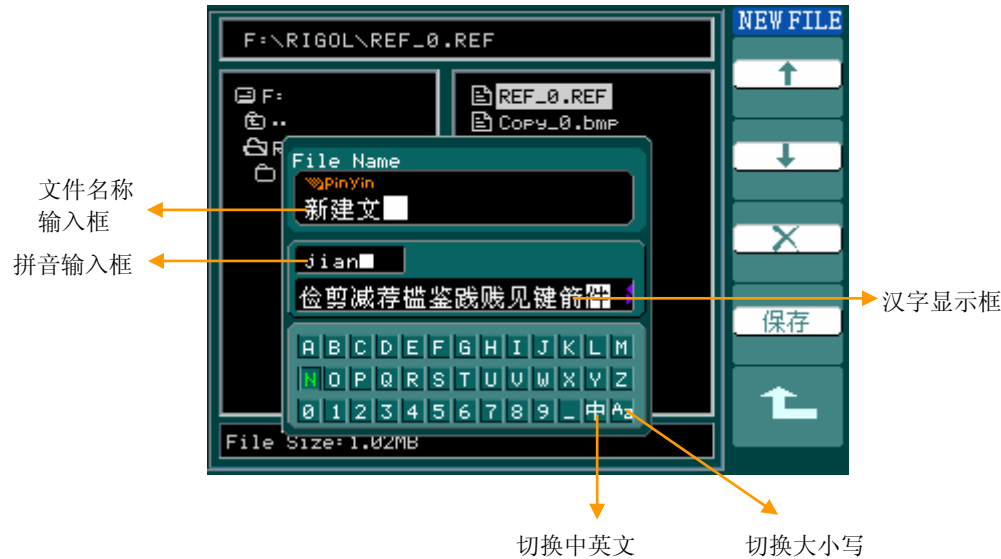 NEW FILE
F:\RIGOL\REF_0.REF
F:
REF_0.REF
..
Copy_0.bmp
R
File Name
PinYin
新建文
文件名称
输入框
jian
拼音输入框
俭剪减荐槛鉴践贱见键箭件
汉字显示框
保存
A B C D E F G H I J K L M
N O P Q R S T U V W X Y Z
0 1 2 3 4 5 6 7 8 9 _ 中 Aa
File Size:1.02MB
切换中英文
切换大小写